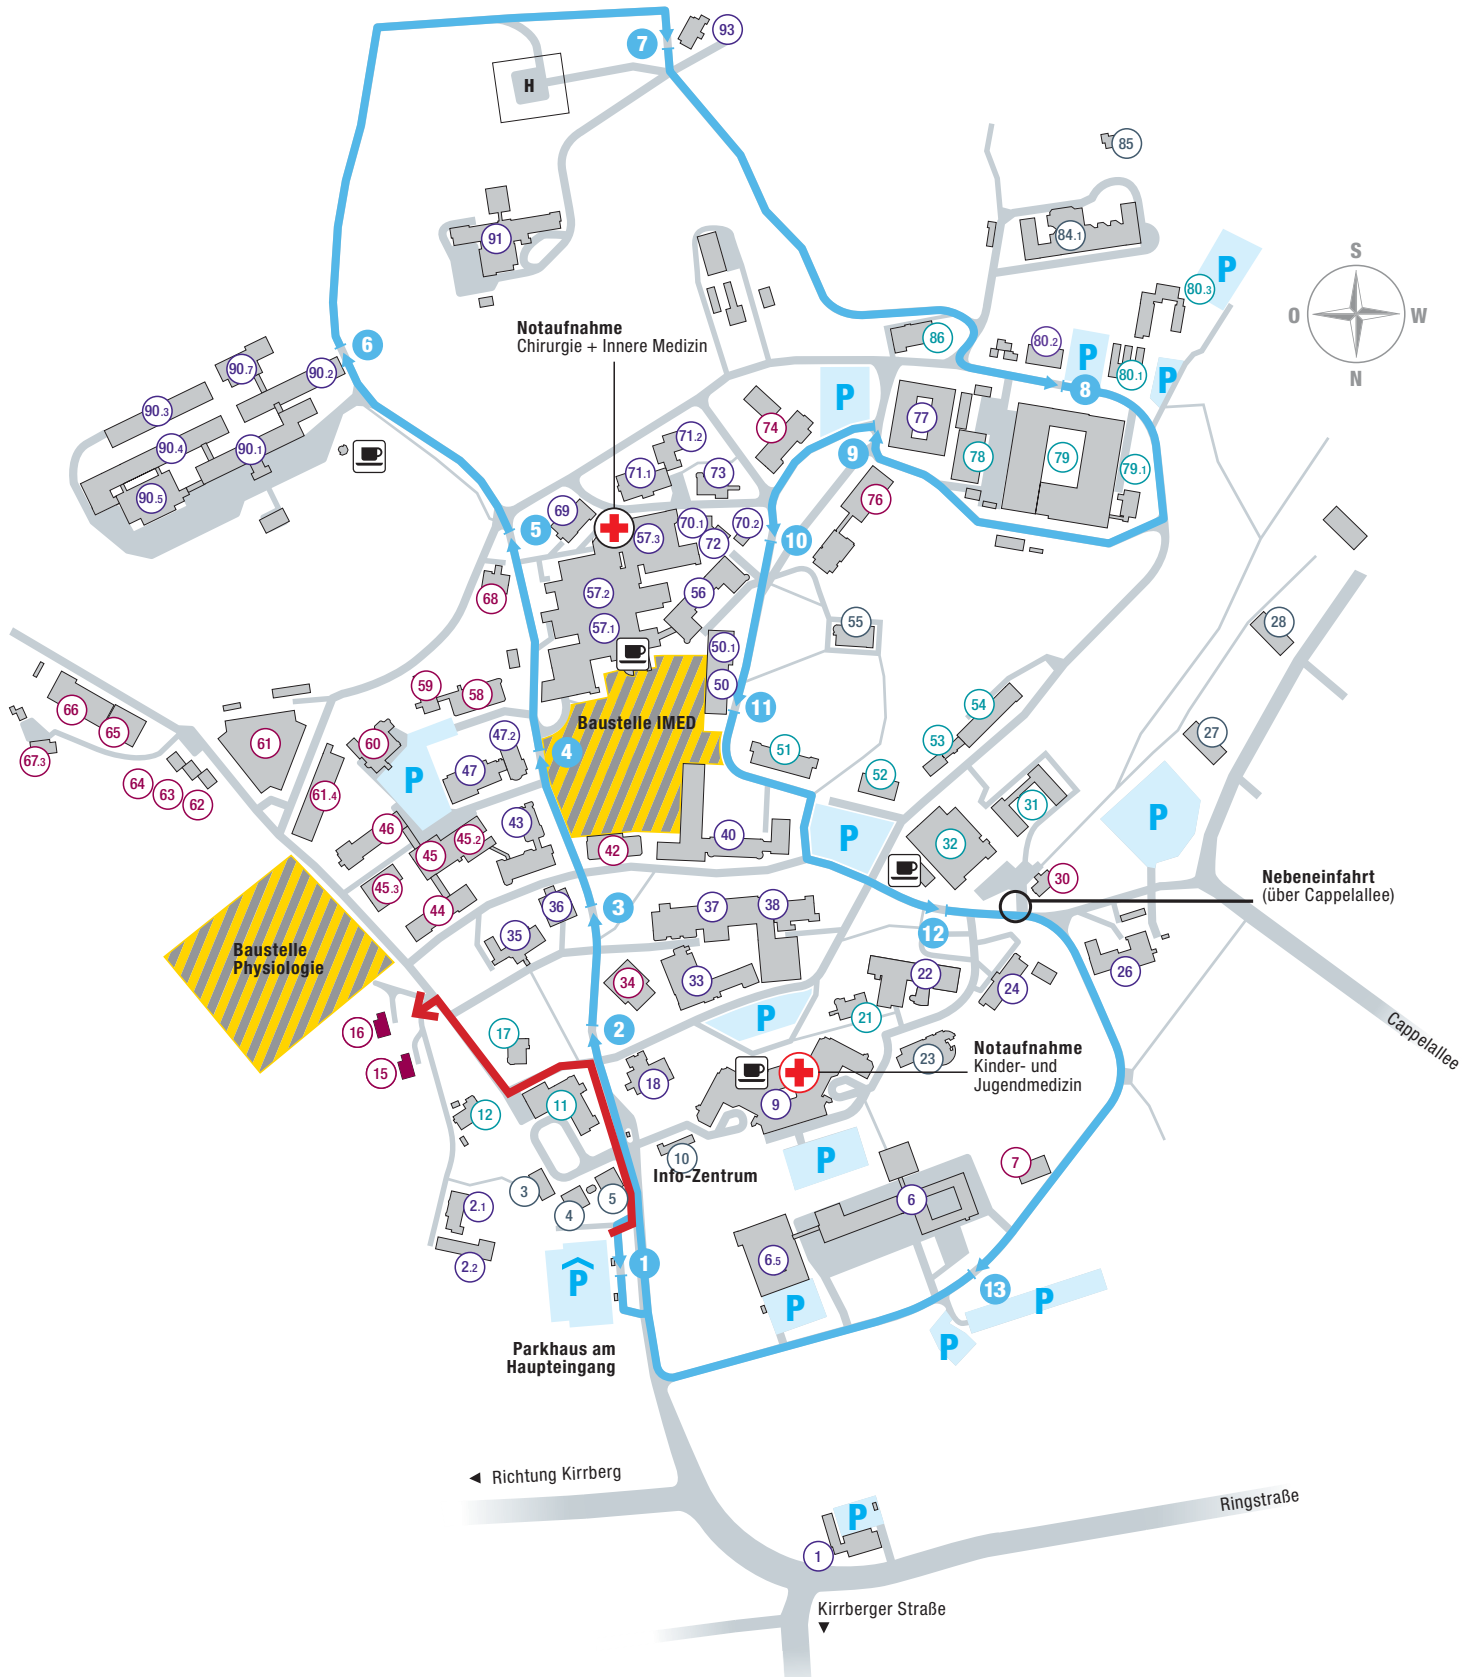 7
93
H
85
91
84.1
80.3
P
S
O
W
N
Notaufnahme
Chirurgie + Innere Medizin
86
80.2
P
80.1
P
6
90.7
90.2
8
P
90.3
74
77
90.4
90.1
71.2
9
78
79
79.1
90.5
71.1
73
76
69
5
57.3
70.1
70.2
72
10
68
57.2
56
57.1
55
28
50.1
59
58
50
66
65
54
61
60
47.2
Baustelle IMED
11
27
67.3
4
51
53
64
63
62
61.4
P
47
52
31
46
45.2
43
P
P
45
42
40
32
45.3
44
36
3
37
38
30
Nebeneinfahrt
(über Cappelallee)
Baustelle
Physiologie
35
12
34
33
22
24
26
16
17
2
P
21
Cappelallee
15
18
23
Notaufnahme
Kinder- und
Jugendmedizin
12
11
9
10
P
7
Info-Zentrum
3
4
5
6
2.1
2.2
1
6.5
P
P
13
P
P
Parkhaus am
Haupteingang
Richtung Kirrberg
Ringstraße
P
1
Kirrberger Straße